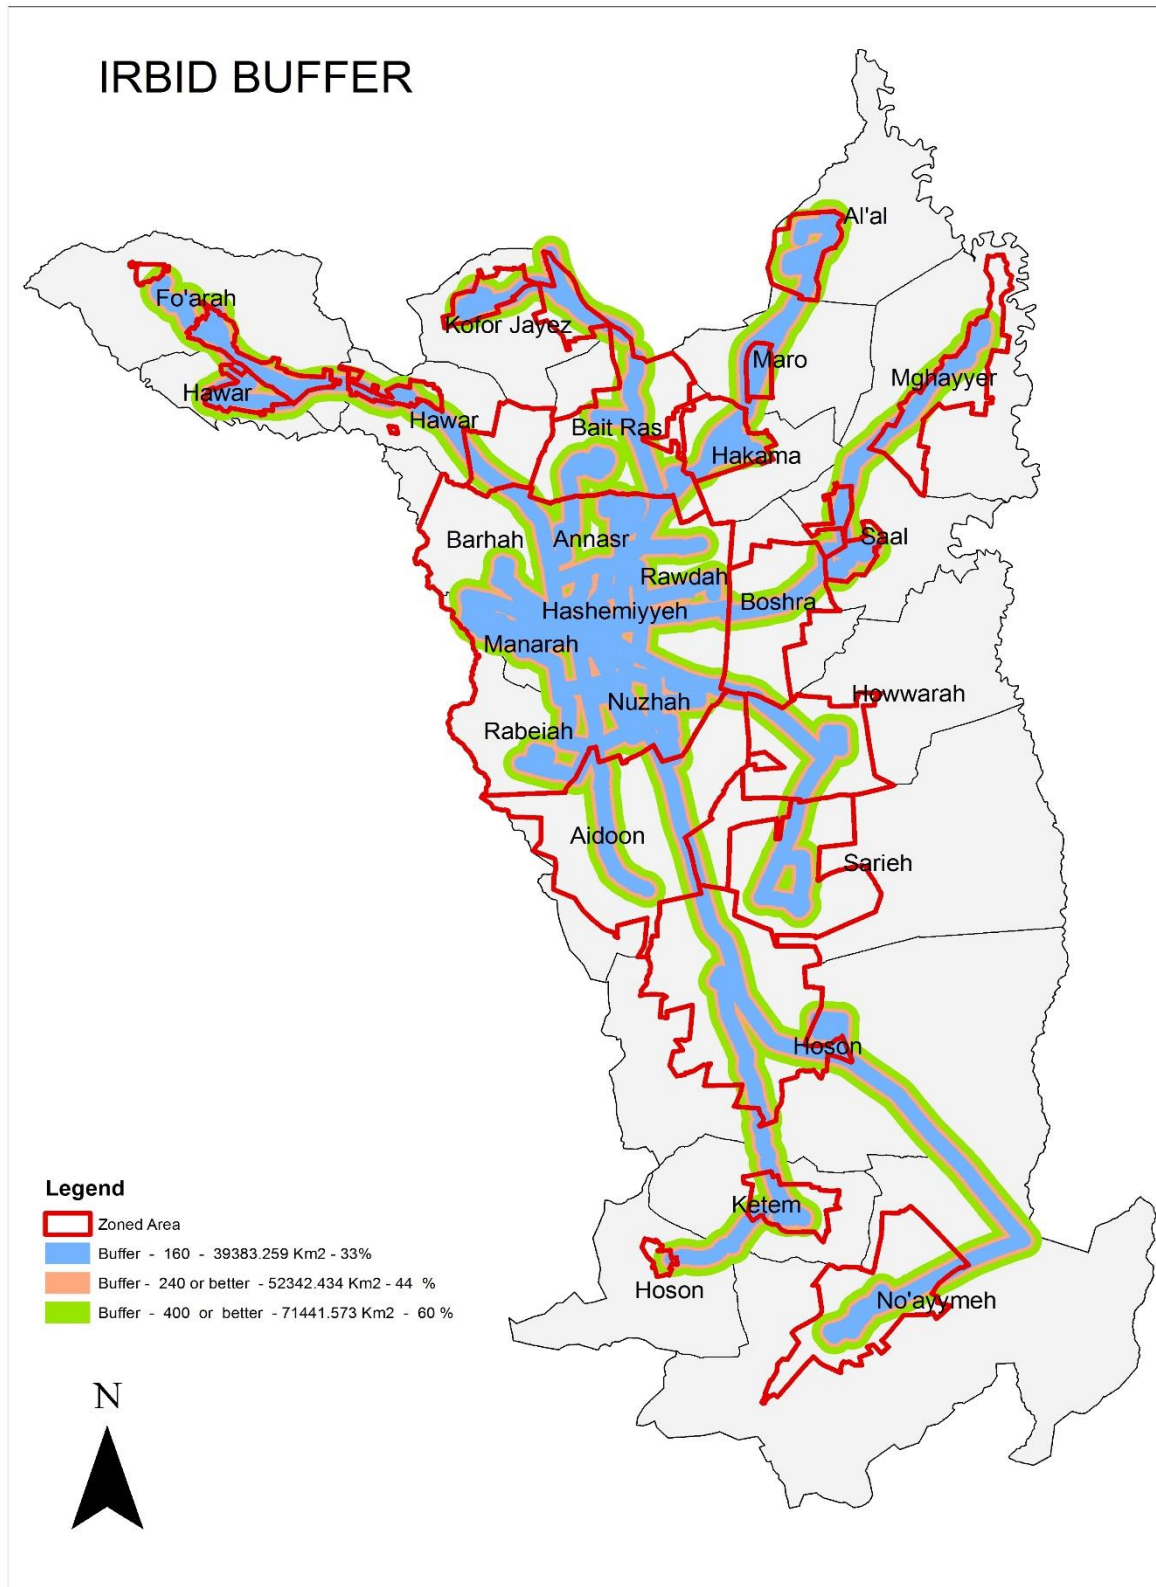 IRBID BUFFER
Al'al
Fo'arah
Kofor Jayez
Maro
Mghayyer
Hawar
Hawar
Bait Ras
Hakama
Barhah
Annasr
Saal
Rawdah
Hashemiyyeh
Boshra
Manarah
Howwarah
Nuzhah
Rabeiah
Aidoon
Sarieh
Hoson
Ketem
Hoson
No'ayymeh
Legend
Zoned Area
Buffer - 160 - 39383.259 Km2 - 33%
Buffer - 240 or better - 52342.434 Km2 - 44 %
Buffer - 400 or better - 71441.573 Km2 - 60 %
N